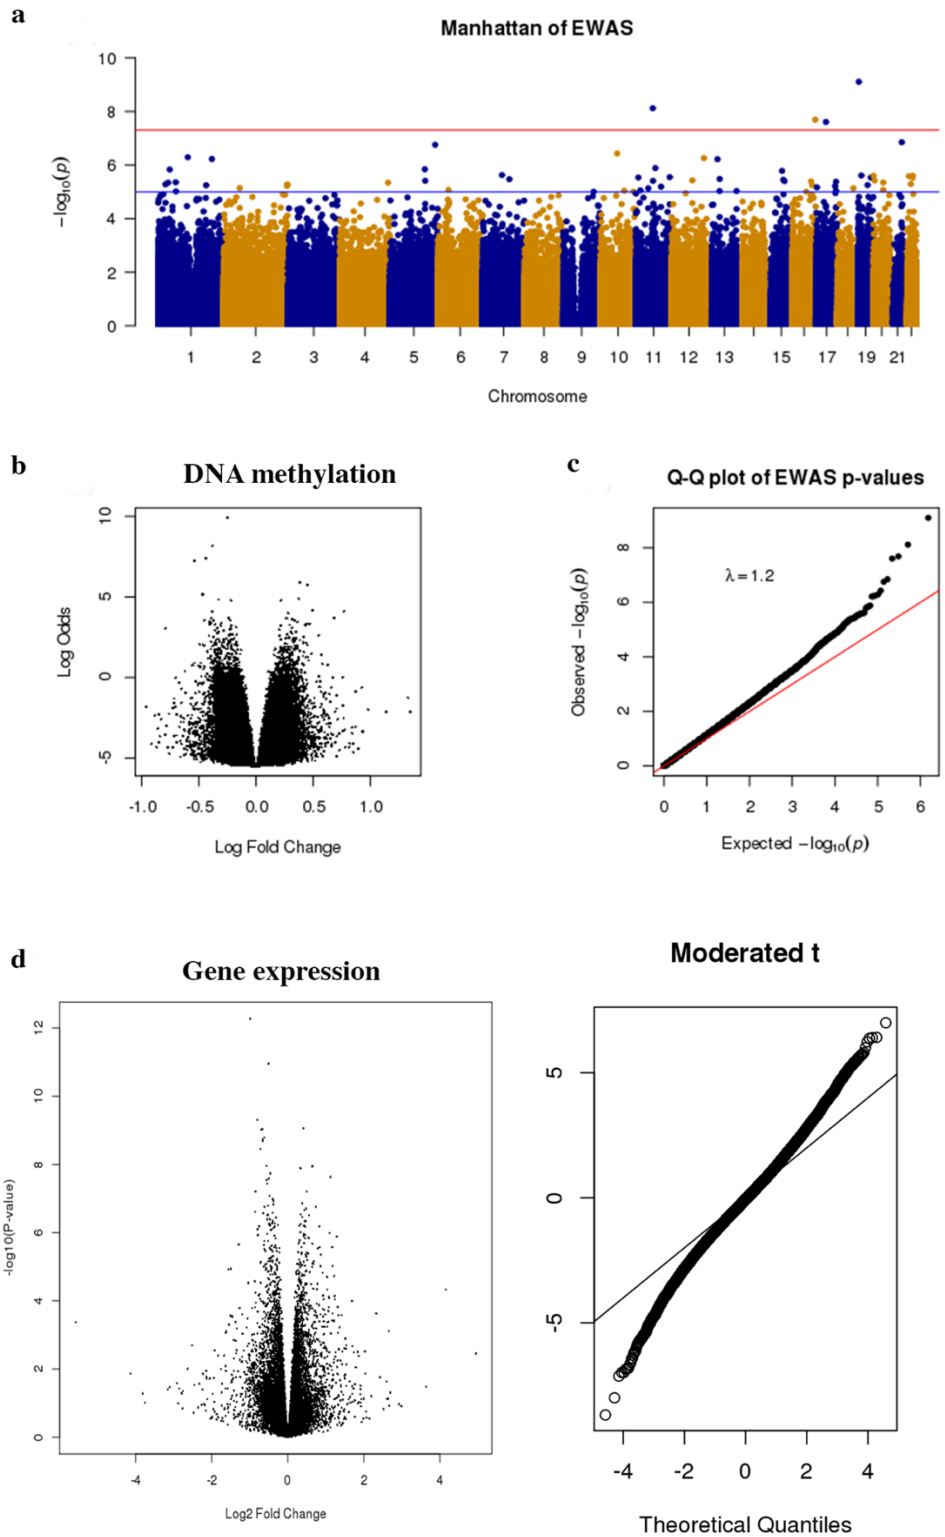 a
Manhattan of EWAS
10
8
6
4
2
0
−log₁₀(p)
1 2 3 4 5 6 7 8 9 10 11 12 13 15 17 19 21
Chromosome
b
DNA methylation
10
5
0
-5
Log Odds
-1.0 -0.5 0.0 0.5 1.0
Log Fold Change
c
Q-Q plot of EWAS p-values
λ = 1.2
8
6
4
2
0
Observed −log₁₀(p)
0 1 2 3 4 5 6
Expected −log₁₀(p)
d
Gene expression
12
10
8
6
4
2
0
-log10(P-value)
-4 -2 0 2 4
Log2 Fold Change
Moderated t
5
0
-5
-4 -2 0 2 4
Theoretical Quantiles